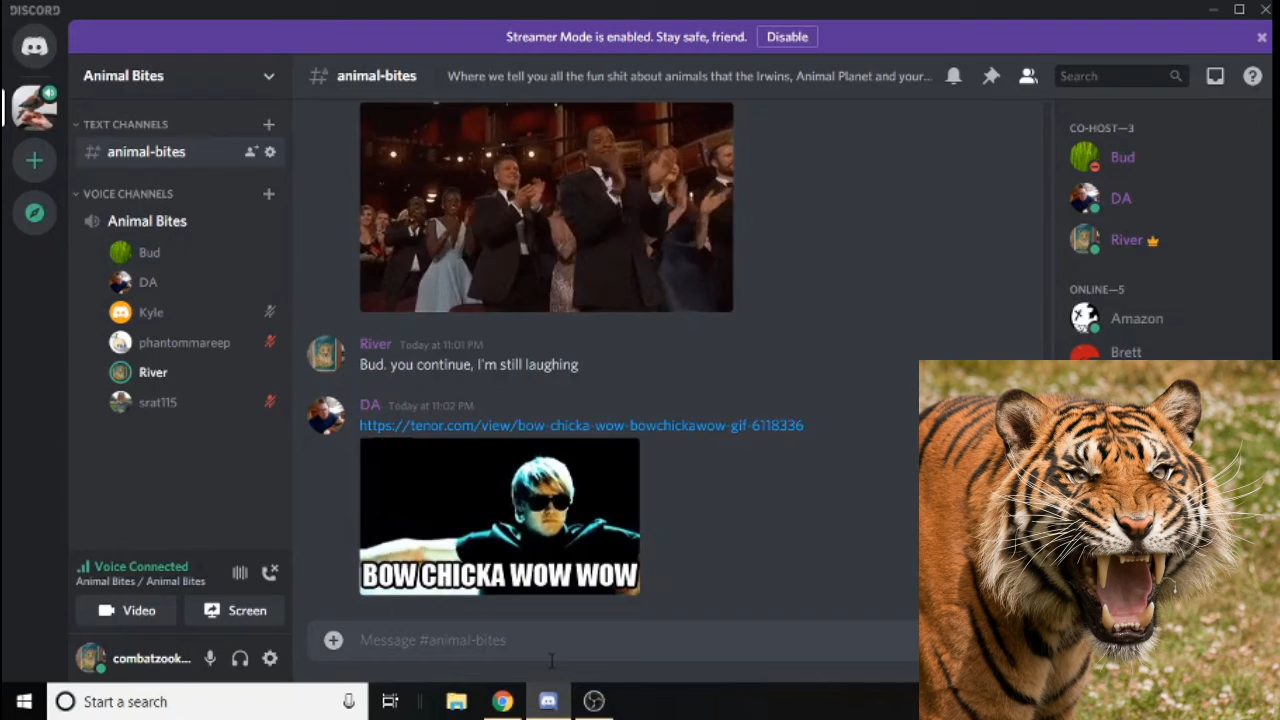 DISCORD
Streamer Mode is enabled. Stay safe, friend.
Disable
Animal Bites
animal-bites
Where we tell you all the fun shit about animals that the Irwins, Animal Planet and your...
Search
TEXT CHANNELS
animal-bites
VOICE CHANNELS
Animal Bites
Bud
DA
Kyle
phantommareep
River
srat115
River Today at 11:01 PM
Bud. you continue, I'm still laughing
DA Today at 11:02 PM
https://tenor.com/view/bow-chicka-wow-bowchickawow-gif-6118336
BOW CHICKA WOW WOW
Message #animal-bites
CO-HOST—3
Bud
DA
River
ONLINE—5
Amazon
Brett
Voice Connected
Animal Bites / Animal Bites
Video
Screen
combatzook...
Start a search